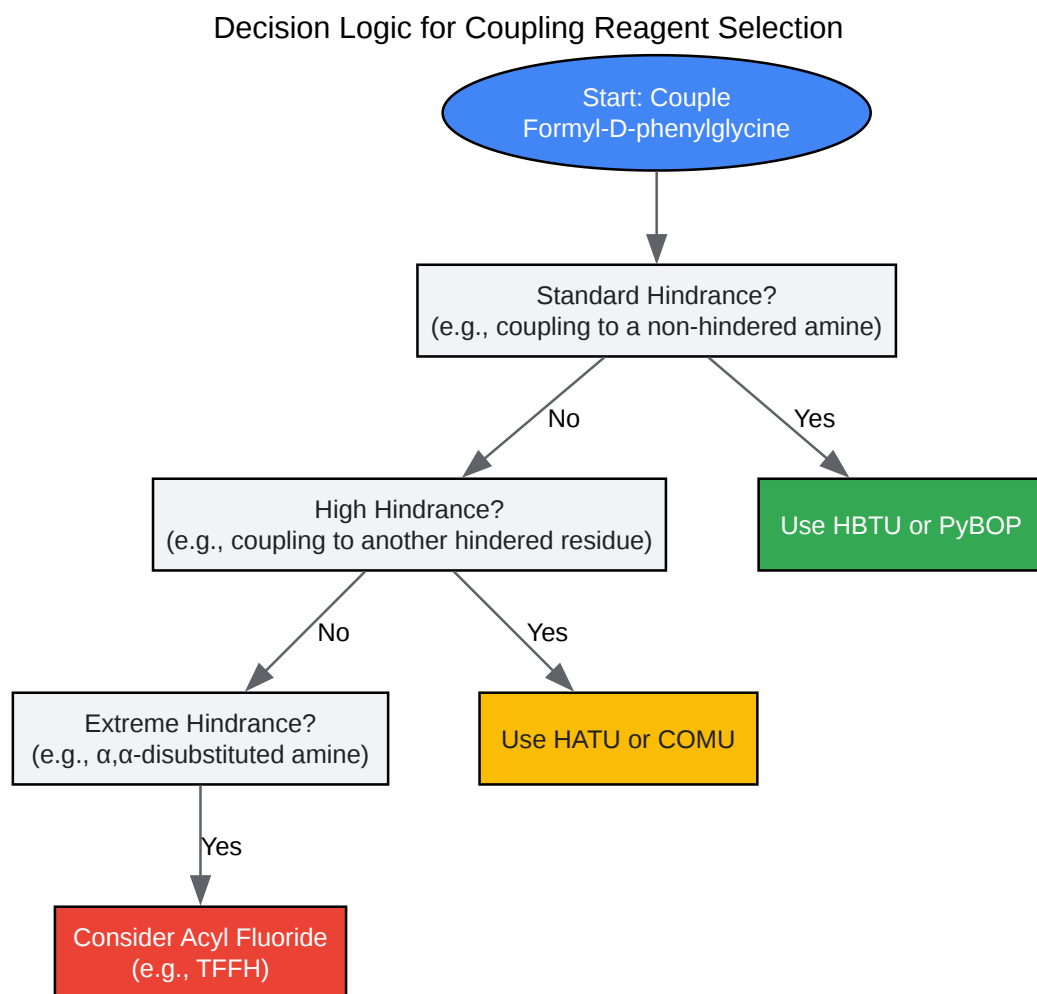 Decision Logic for Coupling Reagent Selection
Start: Couple
Formyl-D-phenylglycine
Standard Hindrance?
(e.g., coupling to a non-hindered amine)
No
Yes
High Hindrance?
(e.g., coupling to another hindered residue)
Use HBTU or PyBOP
No
Yes
Extreme Hindrance?
(e.g., α,α-disubstituted amine)
Use HATU or COMU
Yes
Consider Acyl Fluoride
(e.g., TFFH)